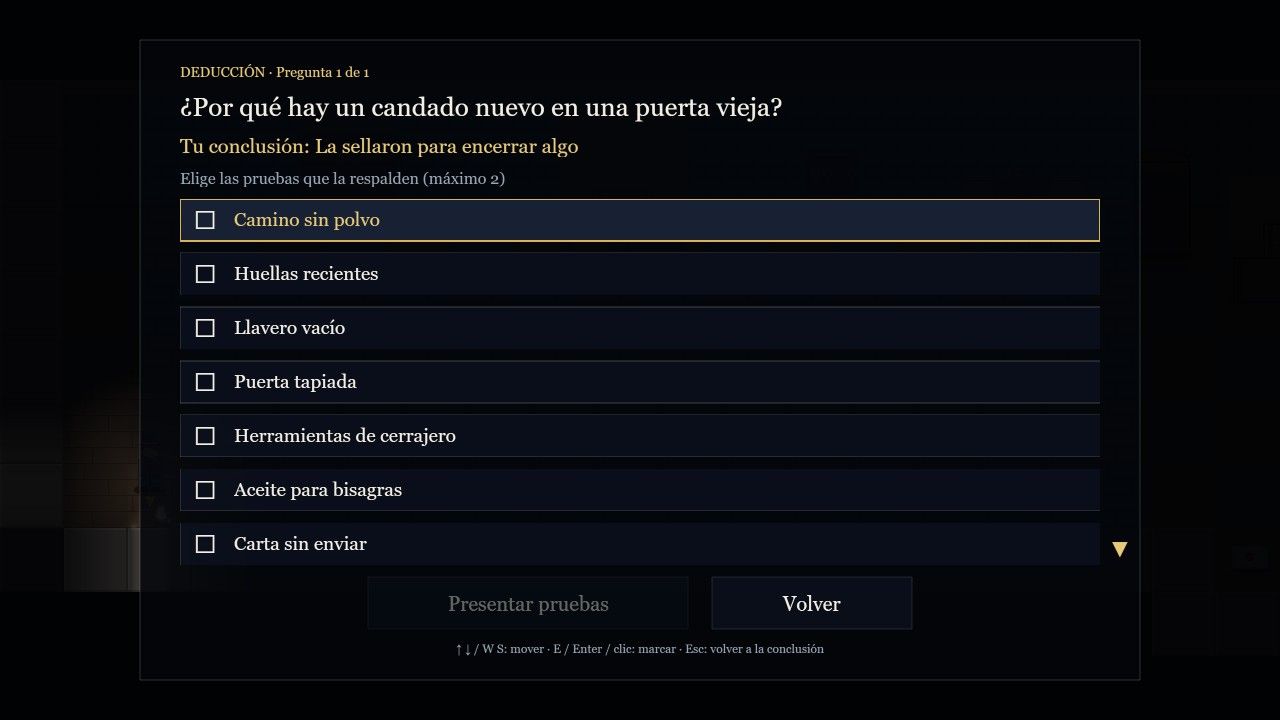 DEDUCCIÓN · Pregunta 1 de 1
¿Por qué hay un candado nuevo en una puerta vieja?
Tu conclusión: La sellaron para encerrar algo
Elige las pruebas que la respalden (máximo 2)
Camino sin polvo
Huellas recientes
Llavero vacío
Puerta tapiada
Herramientas de cerrajero
Aceite para bisagras
Carta sin enviar
Presentar pruebas
Volver
↑↓ / W S: mover · E / Enter / clic: marcar · Esc: volver a la conclusión